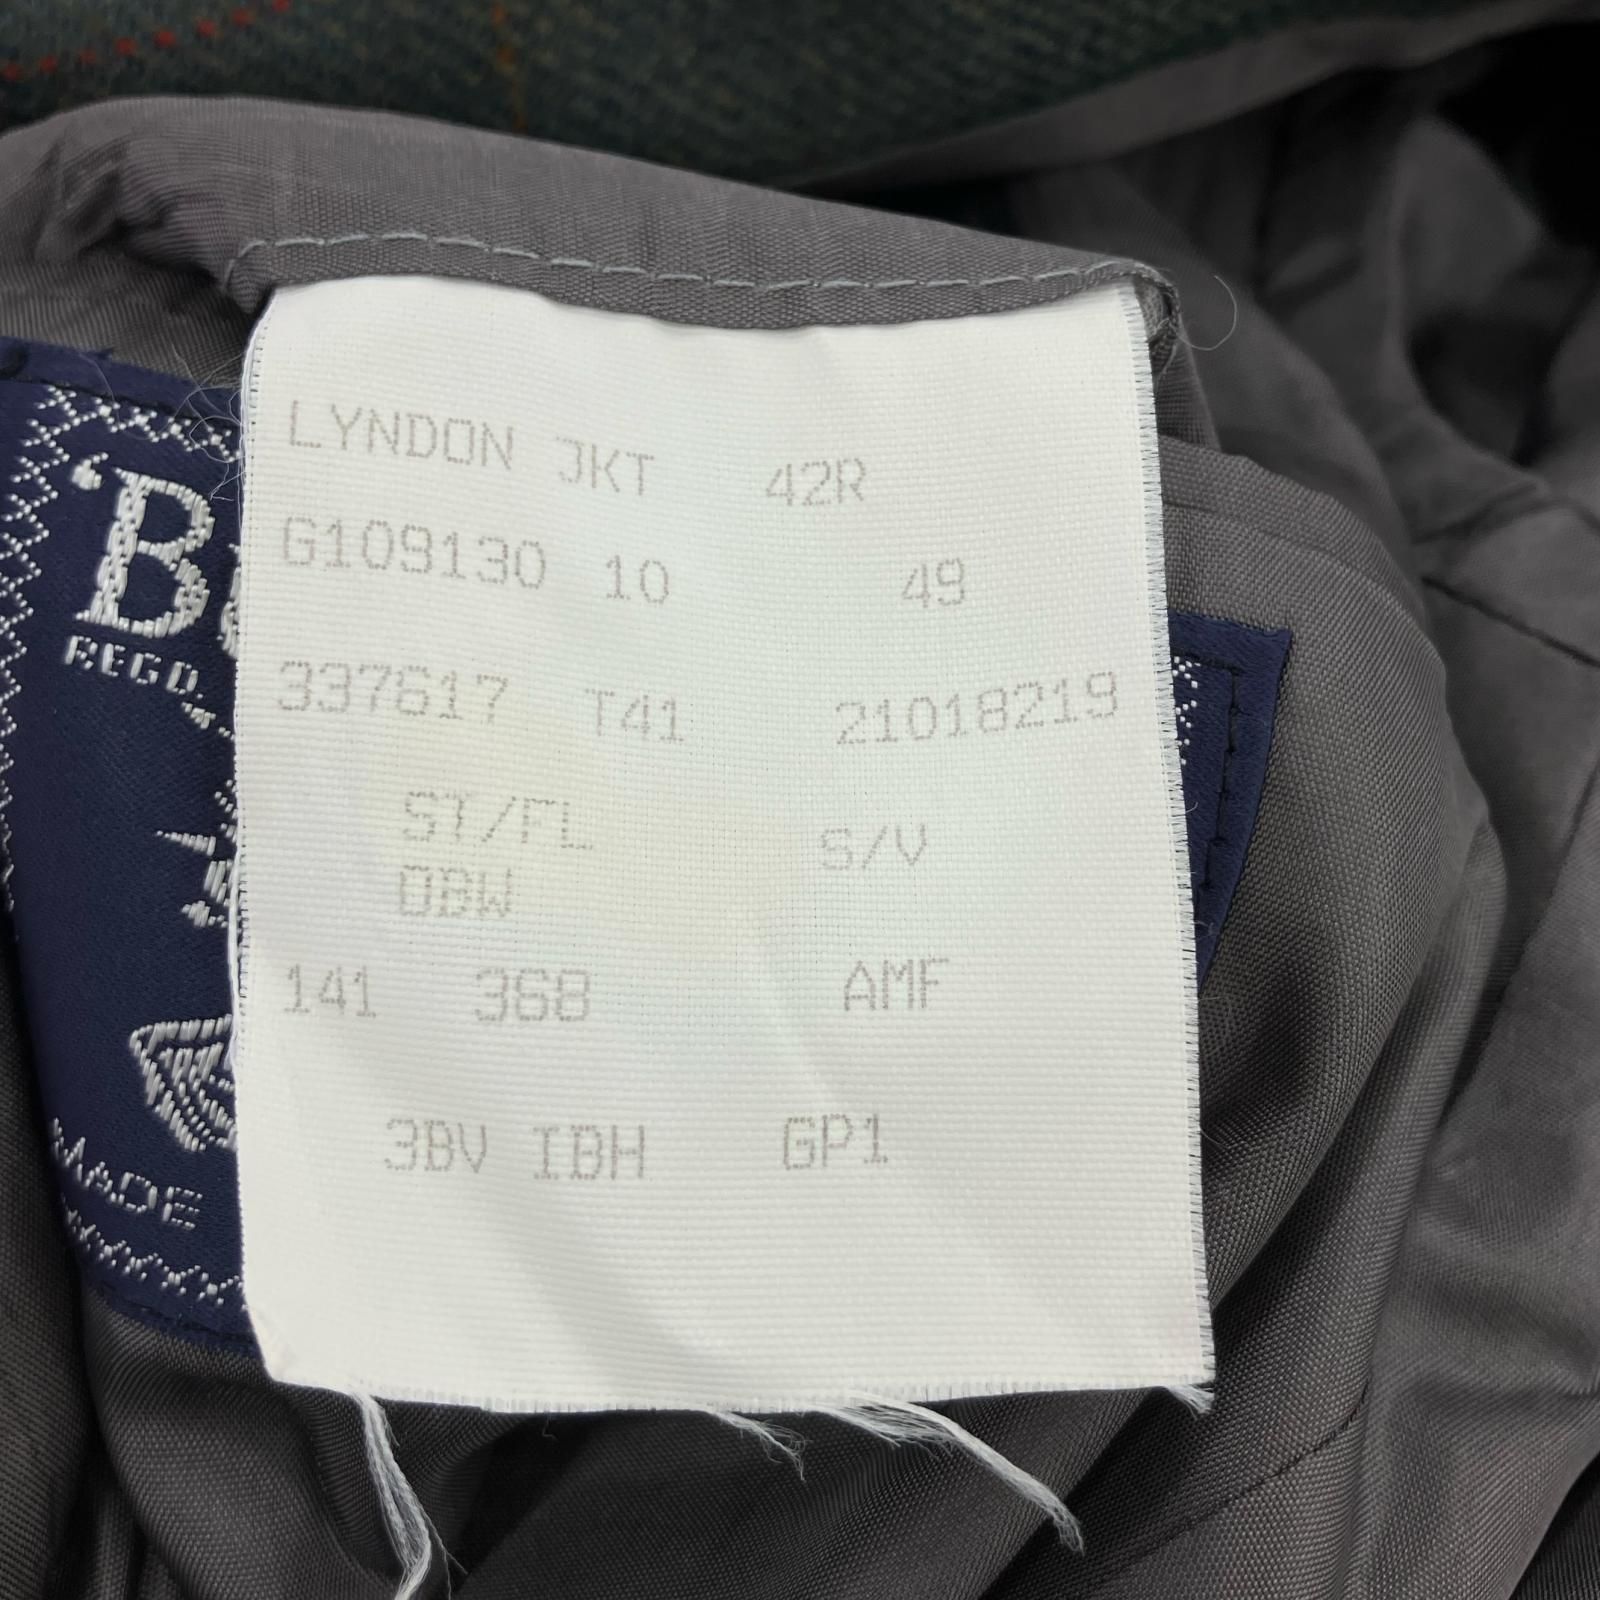 LYNDON JKT 42R
G109130 10 49
337617 T41 21018219
ST/FL S/V
OBW
141 368 AMF
3BV IBH GP1
'B
REGD.
MADE